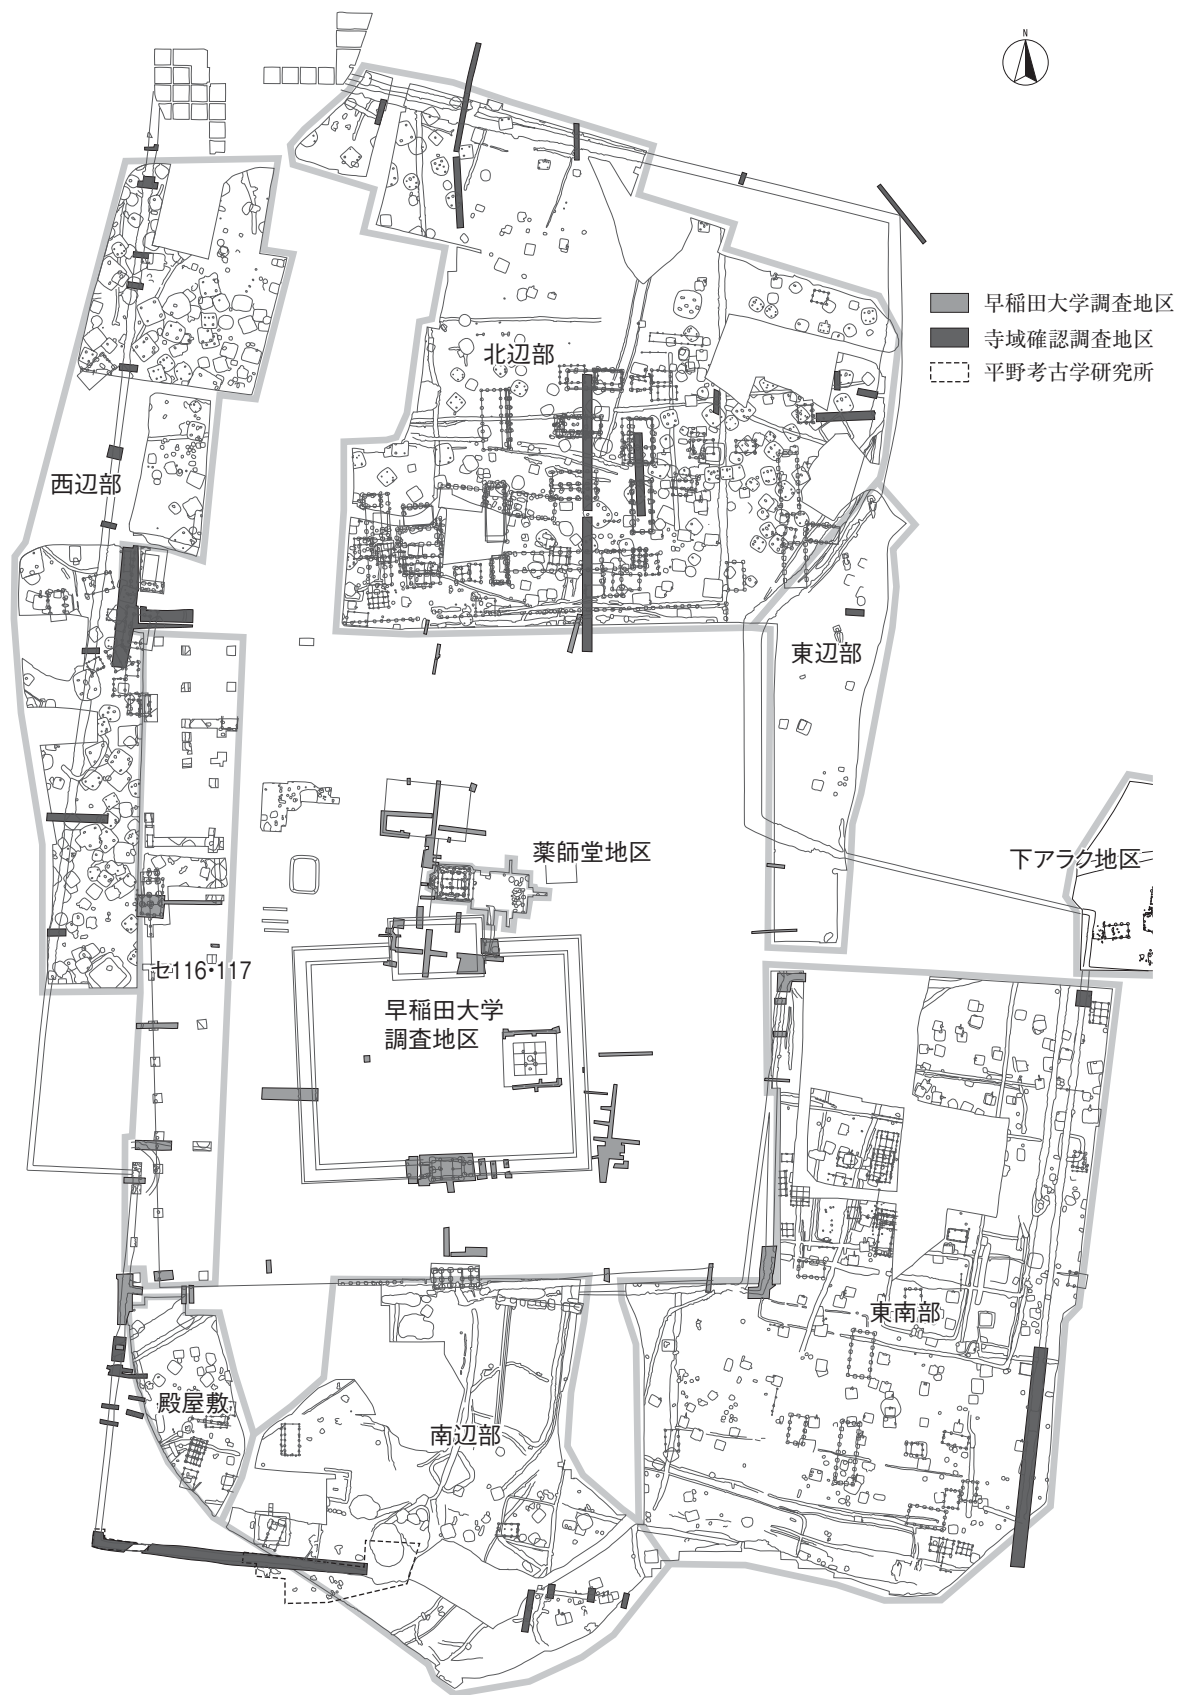 N
早稲田大学調査地区
寺域確認調査地区
平野考古学研究所
北辺部
西辺部
東辺部
薬師堂地区
下アラク地区
セ116・117
早稲田大学
調査地区
東南部
殿屋敷
南辺部